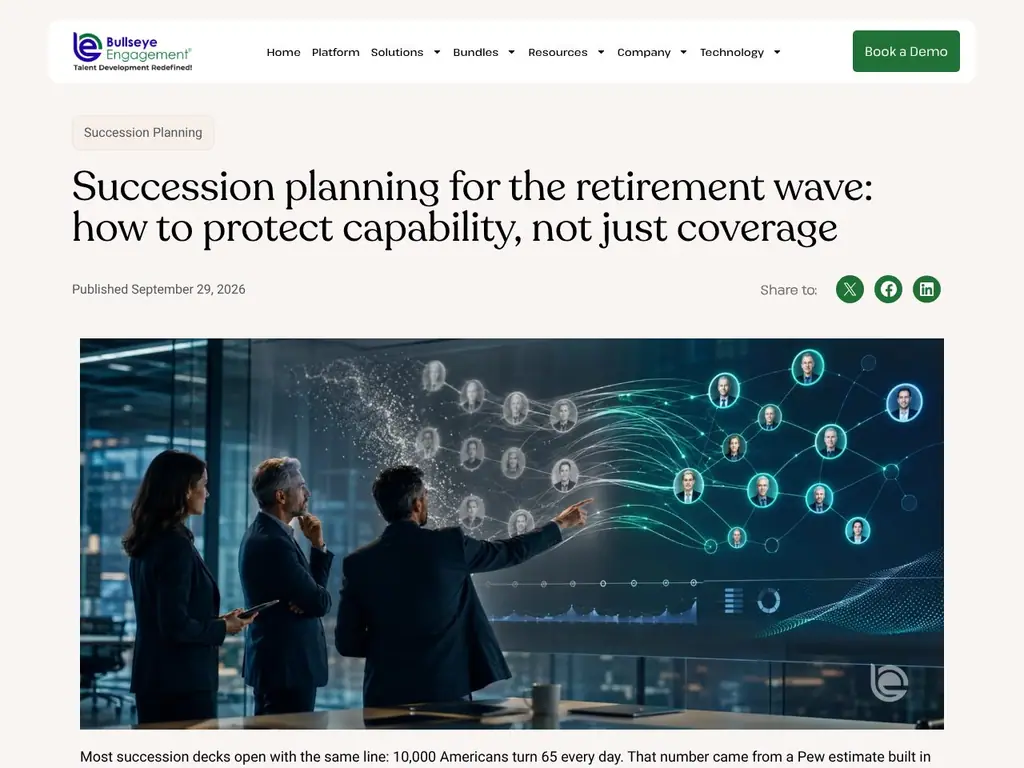 Bullseye
Engagement®
Talent Development Redefined!
Home Platform Solutions Bundles Resources Company Technology
Book a Demo
Succession Planning
Succession planning for the retirement wave:
how to protect capability, not just coverage
Published September 29, 2026
Share to:
Most succession decks open with the same line: 10,000 Americans turn 65 every day. That number came from a Pew estimate built in